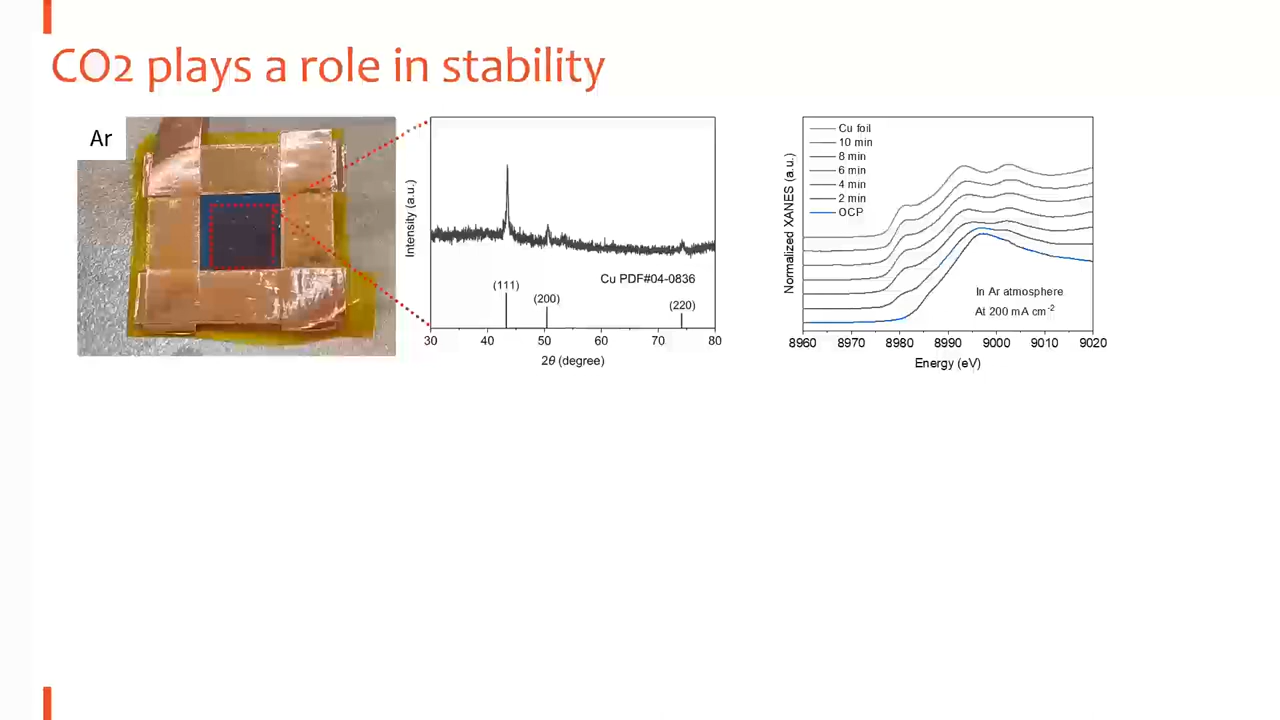 CO2 plays a role in stability
Ar
Intensity (a.u.)
Cu PDF#04-0836
(111)
(200)
(220)
30 40 50 60 70 80
2θ (degree)
Normalized XANES (a.u.)
Cu foil
10 min
8 min
6 min
4 min
2 min
OCP
In Ar atmosphere
At 200 mA cm⁻²
8960 8970 8980 8990 9000 9010 9020
Energy (eV)